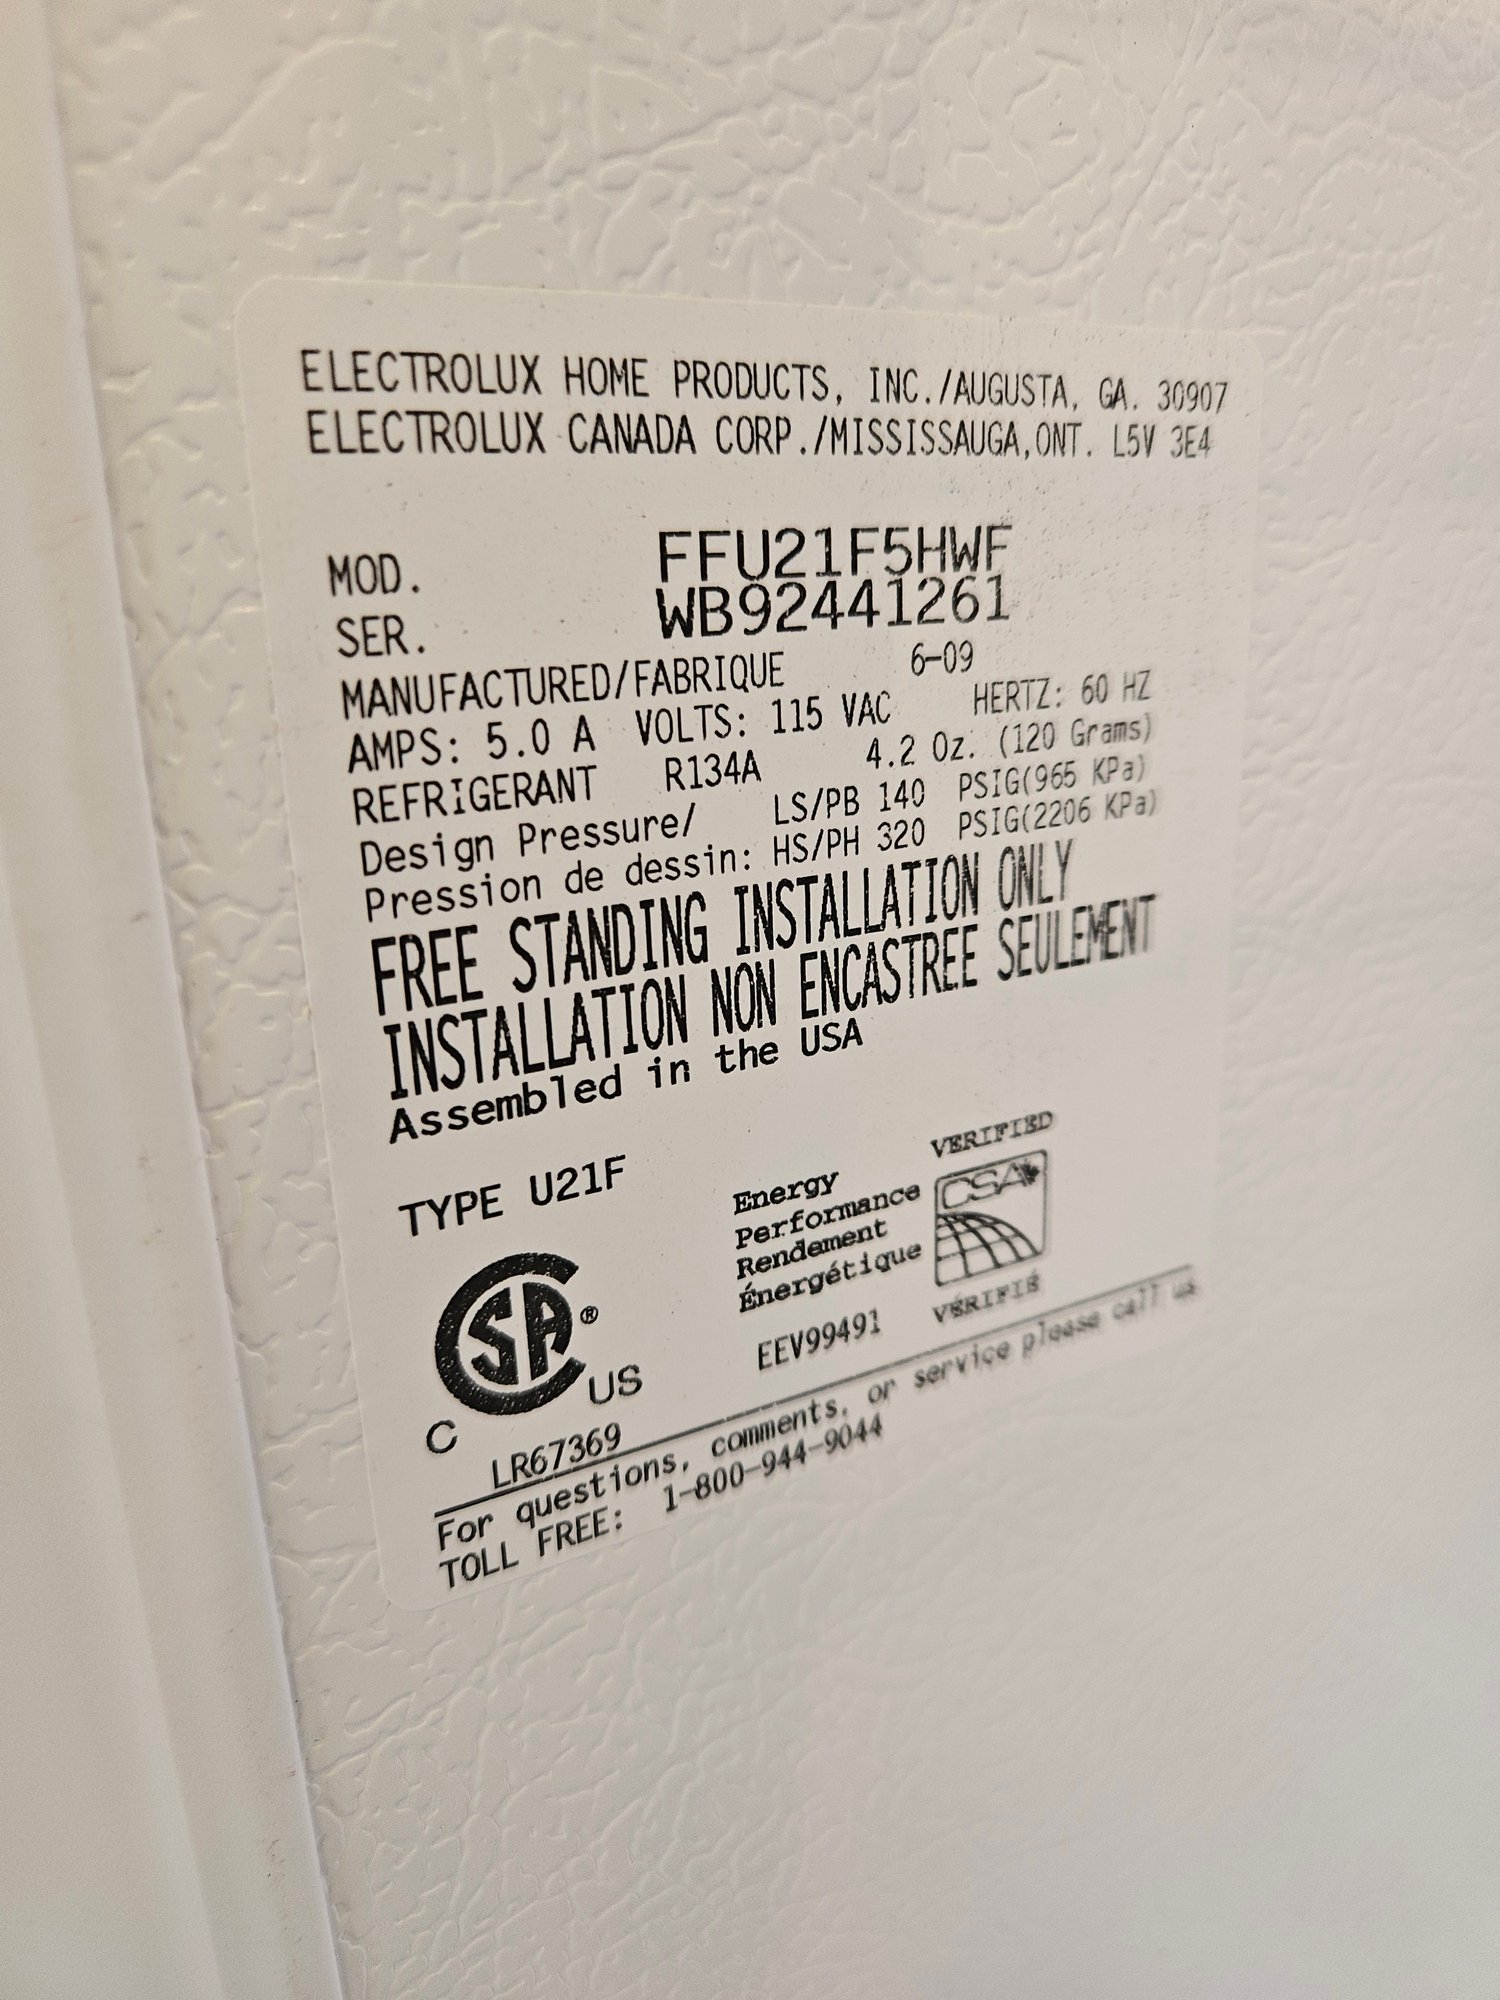 ELECTROLUX HOME PRODUCTS, INC./AUGUSTA, GA. 30907
ELECTROLUX CANADA CORP./MISSISSAUGA,ONT. L5V 3E4
MOD. FFU21F5HWF
SER. WB92441261
MANUFACTURED/FABRIQUE 6-09
AMPS: 5.0 A VOLTS: 115 VAC HERTZ: 60 HZ
REFRIGERANT R134A 4.2 Oz. (120 Grams)
Design Pressure/ LS/PB 140 PSIG(965 KPa)
Pression de dessin: HS/PH 320 PSIG(2206 KPa)
FREE STANDING INSTALLATION ONLY
INSTALLATION NON ENCASTREE SEULEMENT
Assembled in the USA
TYPE U21F
Energy
Performance
Rendement
Énergétique
VERIFIED
CSA
VÉRIFIÉ
EEV99491
CSA®
C US
LR67369
For questions, comments, or service please call us
TOLL FREE: 1-800-944-9044